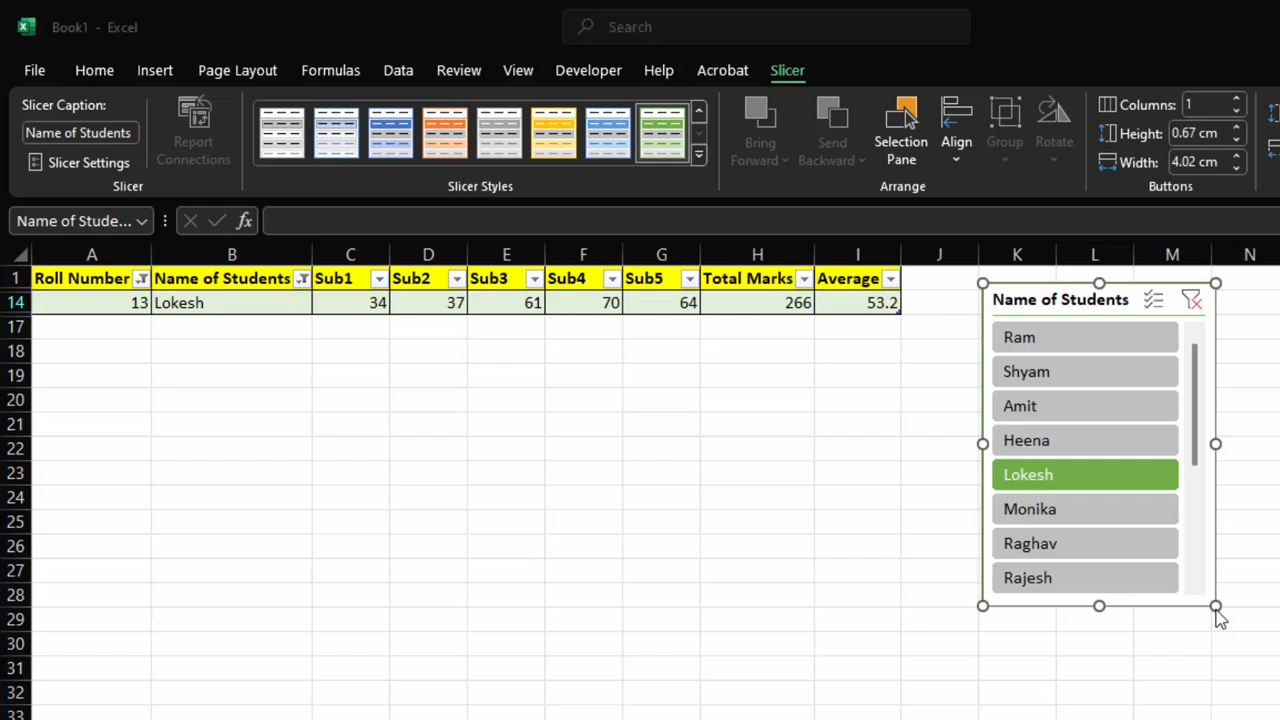 Book1 - Excel
Search
File Home Insert Page Layout Formulas Data Review View Developer Help Acrobat Slicer
Slicer Caption:
Name of Students
Slicer Settings
Slicer
Report
Connections
Slicer Styles
Bring
Forward
Send
Backward
Selection
Pane
Align
Group
Rotate
Arrange
Columns: 1
Height: 0.67 cm
Width: 4.02 cm
Buttons
Name of Stude... fx
A B C D E F G H I J K L M N
1 Roll Number Name of Students Sub1 Sub2 Sub3 Sub4 Sub5 Total Marks Average
14 13 Lokesh 34 37 61 70 64 266 53.2
17
18
19
20
21
22
23
24
25
26
27
28
29
30
31
32
33
Name of Students
Ram
Shyam
Amit
Heena
Lokesh
Monika
Raghav
Rajesh